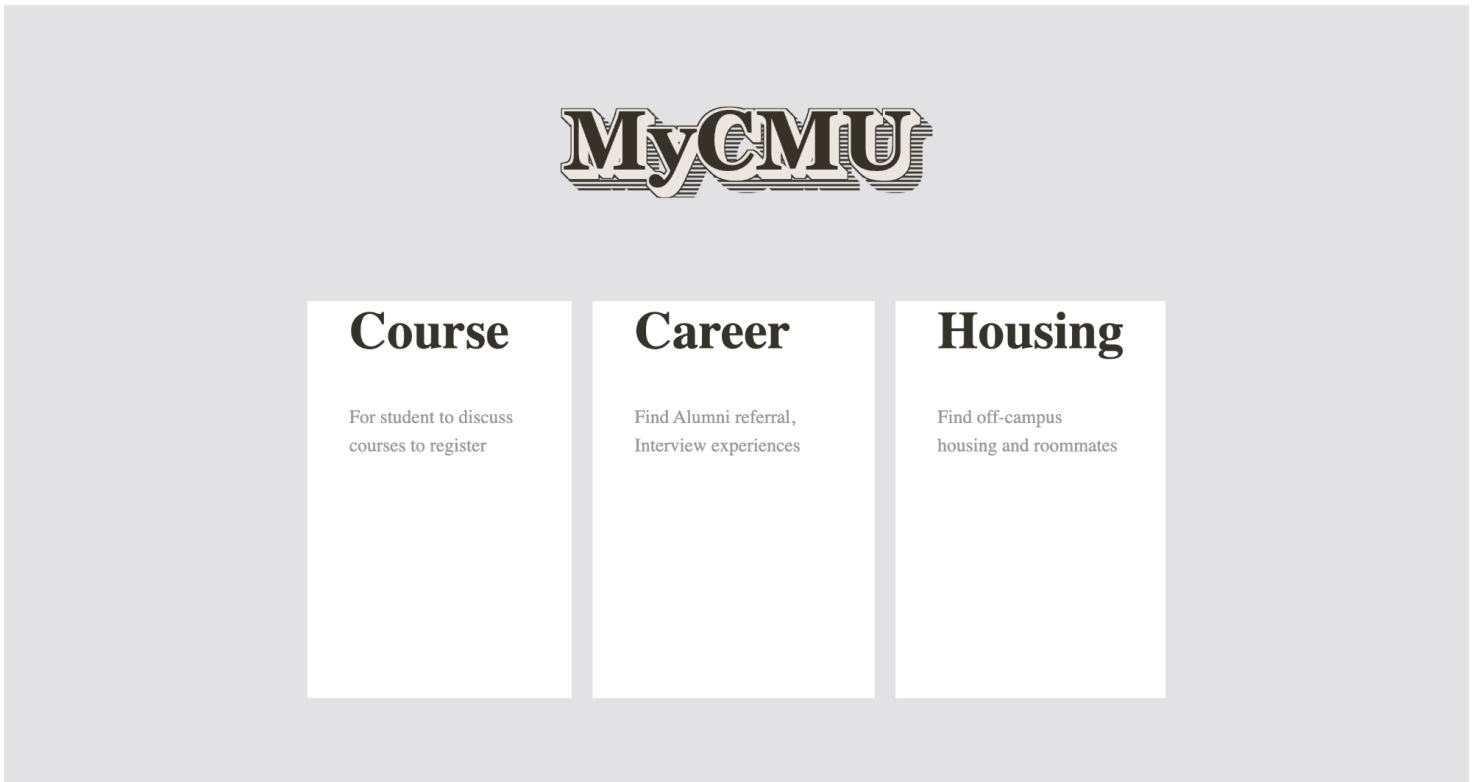 MyCMU
Course
For student to discuss
courses to register
Career
Find Alumni referral,
Interview experiences
Housing
Find off-campus
housing and roommates